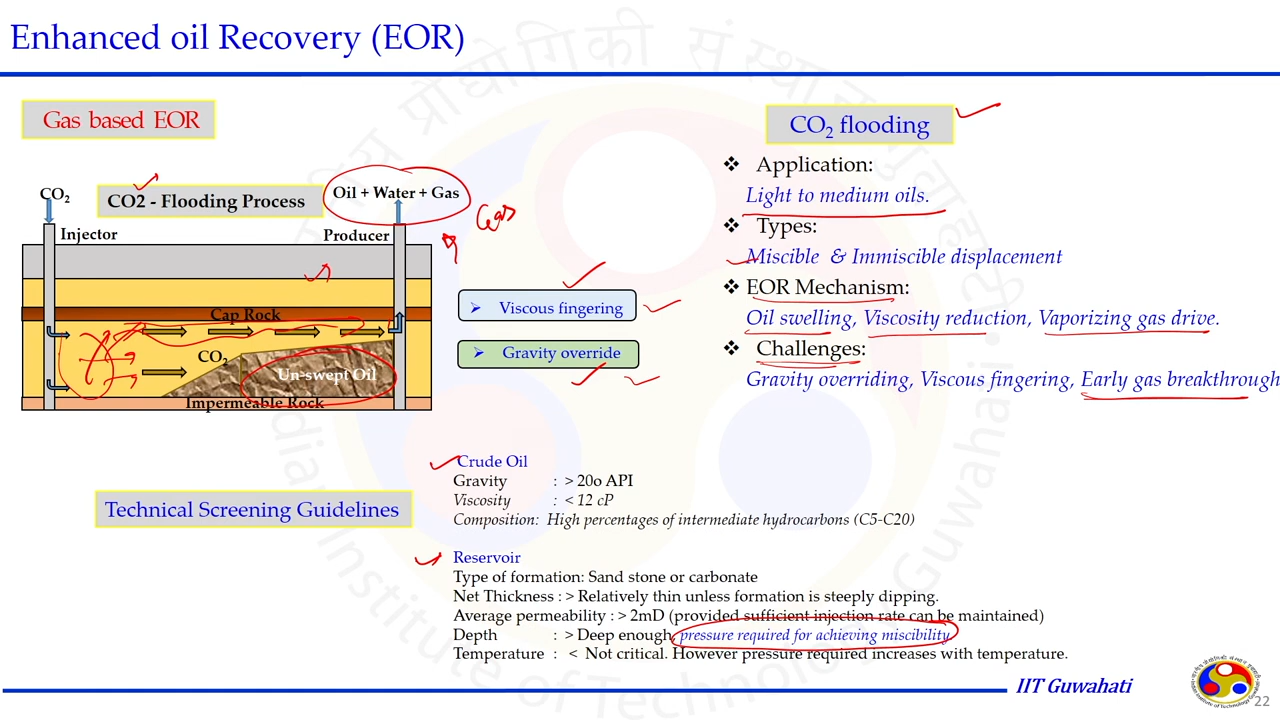 Enhanced oil Recovery (EOR)
Gas based EOR
CO2 flooding
CO2
CO2 - Flooding Process
Oil + Water + Gas
Gas
Injector
Producer
Cap Rock
CO2
Un-swept Oil
Impermeable Rock
➢ Viscous fingering
➢ Gravity override
❖ Application:
Light to medium oils.
❖ Types:
Miscible & Immiscible displacement
❖ EOR Mechanism:
Oil swelling, Viscosity reduction, Vaporizing gas drive.
❖ Challenges:
Gravity overriding, Viscous fingering, Early gas breakthrough
Technical Screening Guidelines
Crude Oil
Gravity : > 20o API
Viscosity : < 12 cP
Composition: High percentages of intermediate hydrocarbons (C5-C20)
Reservoir
Type of formation: Sand stone or carbonate
Net Thickness : > Relatively thin unless formation is steeply dipping.
Average permeability : > 2mD (provided sufficient injection rate can be maintained)
Depth : > Deep enough, pressure required for achieving miscibility
Temperature : < Not critical. However pressure required increases with temperature.
IIT Guwahati
22